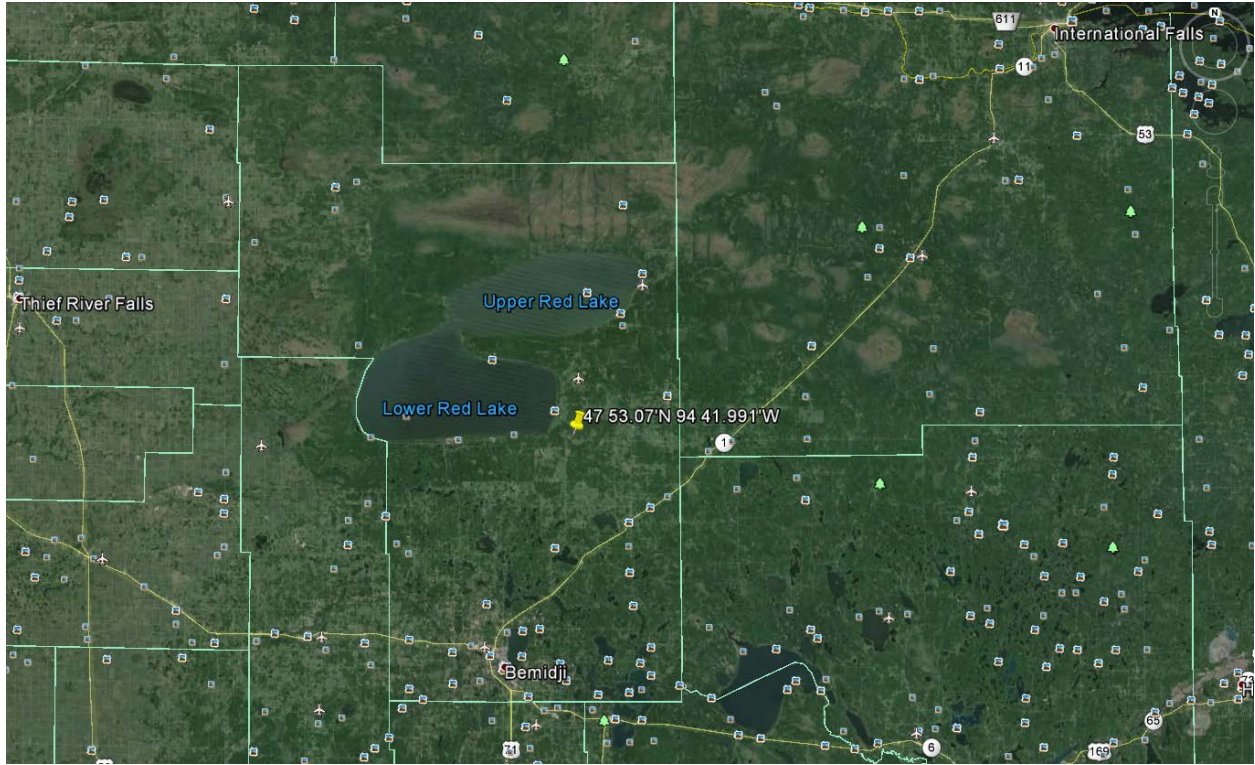 611
N
International Falls
11
53
Thief River Falls
Upper Red Lake
Lower Red Lake
47 53.07'N 94 41.991'W
1
Bemidji
71
6
65
169